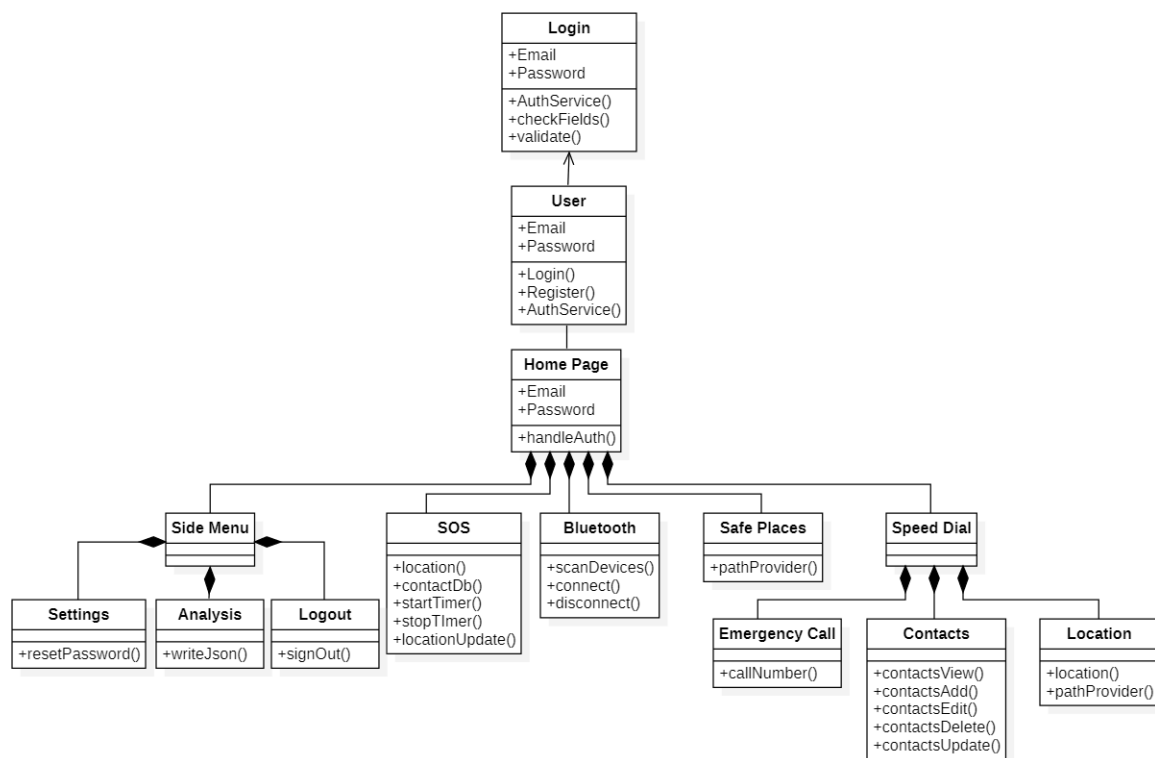 Login
+Email
+Password
+AuthService()
+checkFields()
+validate()
User
+Email
+Password
+Login()
+Register()
+AuthService()
Home Page
+Email
+Password
+handleAuth()
Side Menu
SOS
+location()
+contactDb()
+startTimer()
+stopTImer()
+locationUpdate()
Bluetooth
+scanDevices()
+connect()
+disconnect()
Safe Places
+pathProvider()
Speed Dial
Settings
+resetPassword()
Analysis
+writeJson()
Logout
+signOut()
Emergency Call
+callNumber()
Contacts
+contactsView()
+contactsAdd()
+contactsEdit()
+contactsDelete()
+contactsUpdate()
Location
+location()
+pathProvider()